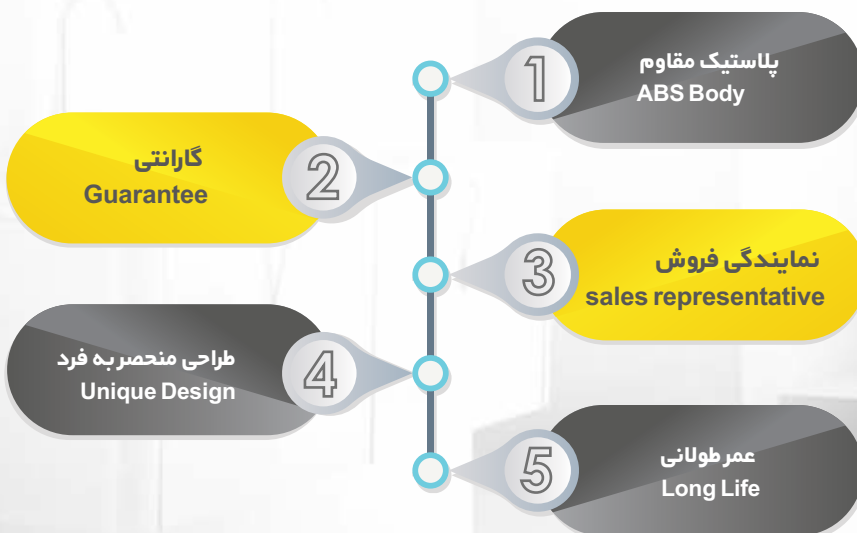 1
پلاستیک مقاوم
ABS Body
2
گارانتی
Guarantee
3
نمایندگی فروش
sales representative
4
طراحی منحصر به فرد
Unique Design
5
عمر طولانی
Long Life